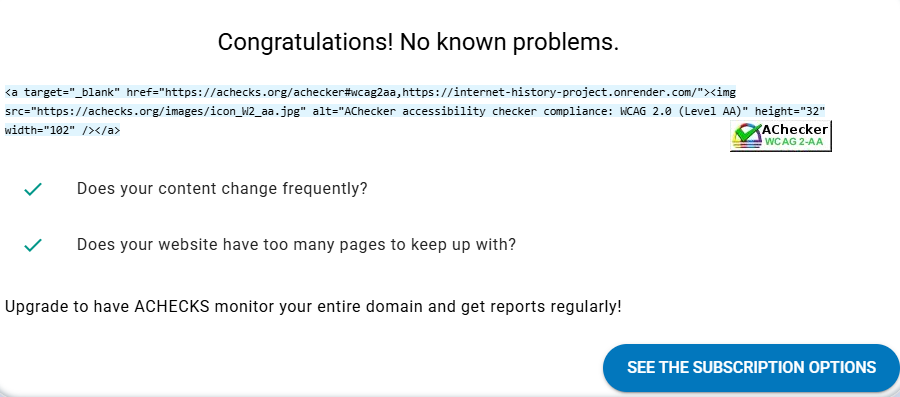 Congratulations! No known problems.
<a target="_blank" href="https://achecks.org/achecker#wcag2aa,https://internet-history-project.onrender.com/"><img
src="https://achecks.org/images/icon_W2_aa.jpg" alt="AChecker accessibility checker compliance: WCAG 2.0 (Level AA)" height="32"
width="102" /></a>
AChecker
WCAG 2-AA
Does your content change frequently?
Does your website have too many pages to keep up with?
Upgrade to have ACHECKS monitor your entire domain and get reports regularly!
SEE THE SUBSCRIPTION OPTIONS